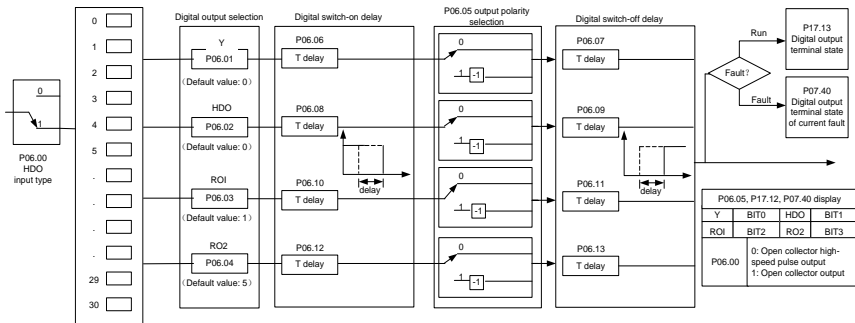 0
1
2
3
4
5
.
.
.
.
29
30
0
1
P06.00
HDO
input type
Digital output selection
Y
P06.01
(Default value: 0)
HDO
P06.02
(Default value: 0)
ROI
P06.03
(Default value: 1)
RO2
P06.04
(Default value: 5)
Digital switch-on delay
P06.06
T delay
P06.08
T delay
delay
P06.10
T delay
P06.12
T delay
P06.05 output polarity
selection
0
1 -1
0
1 -1
0
1 -1
0
1 -1
Digital switch-off delay
P06.07
T delay
P06.09
T delay
delay
P06.11
T delay
P06.13
T delay
Run
Fault?
Fault
P17.13
Digital output
terminal state
P07.40
Digital output
terminal state
of current fault
P06.05, P17.12, P07.40 display
Y BIT0 HDO BIT1
ROI BIT2 RO2 BIT3
P06.00
0: Open collector high-
speed pulse output
1: Open collector output